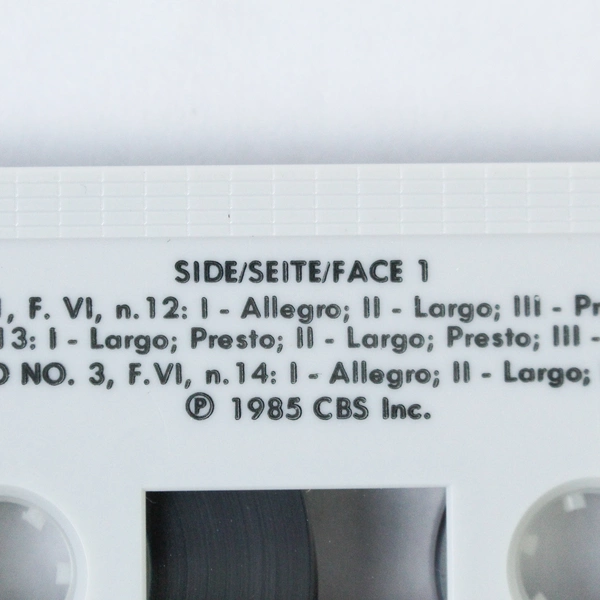 SIDE/SEITE/FACE 1
, F. VI, n.12: I - Allegro; II - Largo; III - Pr
13: I - Largo; Presto; II - Largo; Presto; III -
O NO. 3, F.VI, n.14: I - Allegro; II - Largo;
Ⓟ 1985 CBS Inc.